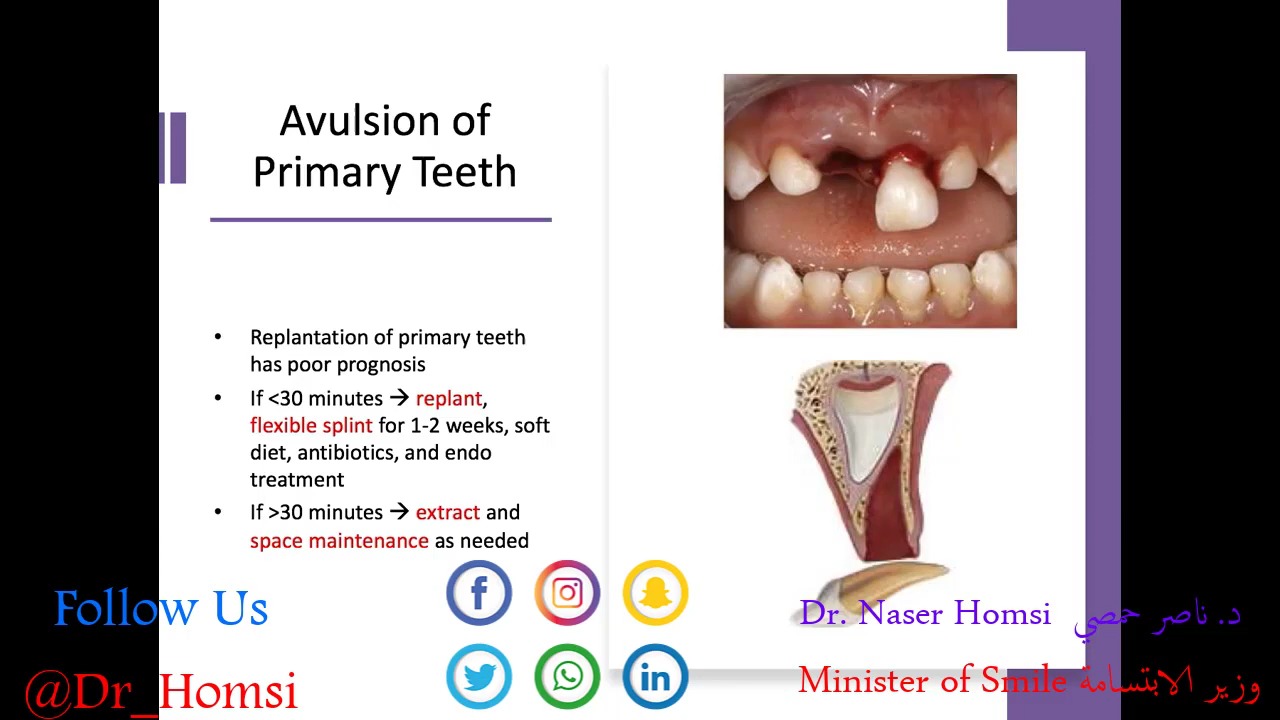 Avulsion of
Primary Teeth
• Replantation of primary teeth
has poor prognosis
• If <30 minutes → replant,
flexible splint for 1-2 weeks, soft
diet, antibiotics, and endo
treatment
• If >30 minutes → extract and
space maintenance as needed
Follow Us
@Dr_Homsi
Dr. Naser Homsi د. ناصر حمصي
Minister of Smile وزير الابتسامة